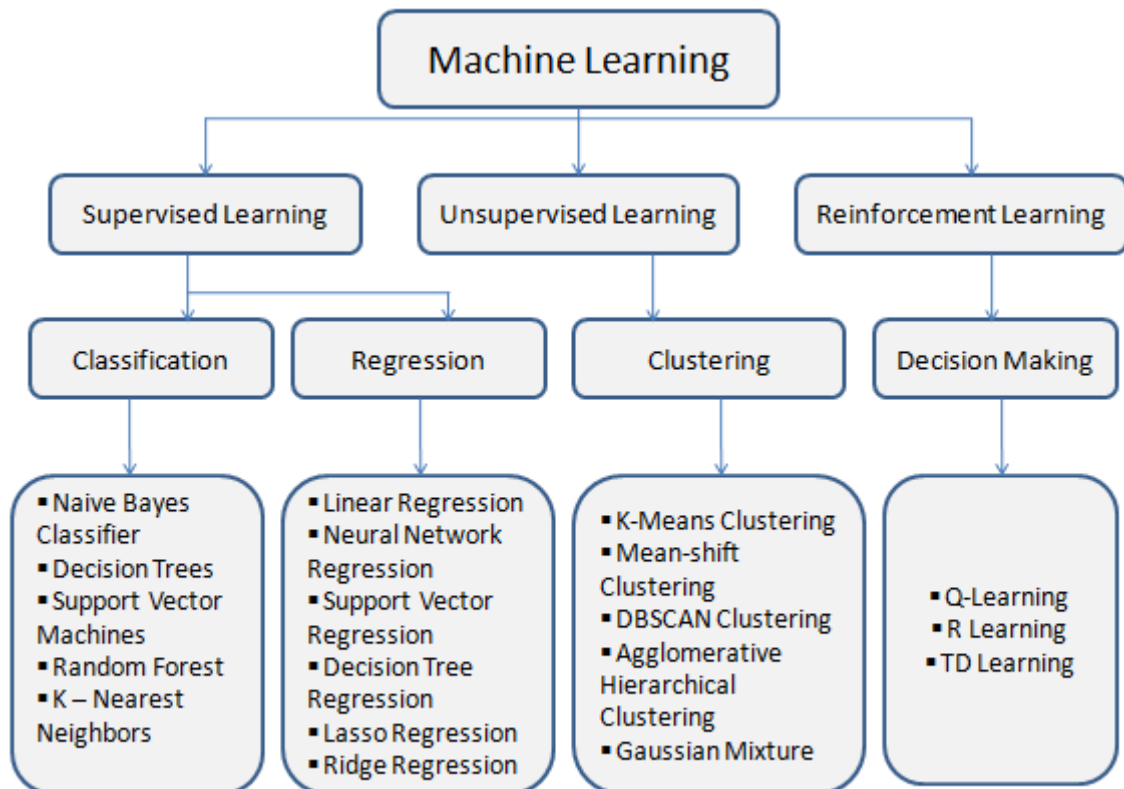 Machine Learning
Supervised Learning
Unsupervised Learning
Reinforcement Learning
Classification
Regression
Clustering
Decision Making
▪ Naive Bayes
Classifier
▪ Decision Trees
▪ Support Vector
Machines
▪ Random Forest
▪ K – Nearest
Neighbors
▪ Linear Regression
▪ Neural Network
Regression
▪ Support Vector
Regression
▪ Decision Tree
Regression
▪ Lasso Regression
▪ Ridge Regression
▪ K-Means Clustering
▪ Mean-shift
Clustering
▪ DBSCAN Clustering
▪ Agglomerative
Hierarchical
Clustering
▪ Gaussian Mixture
▪ Q-Learning
▪ R Learning
▪ TD Learning